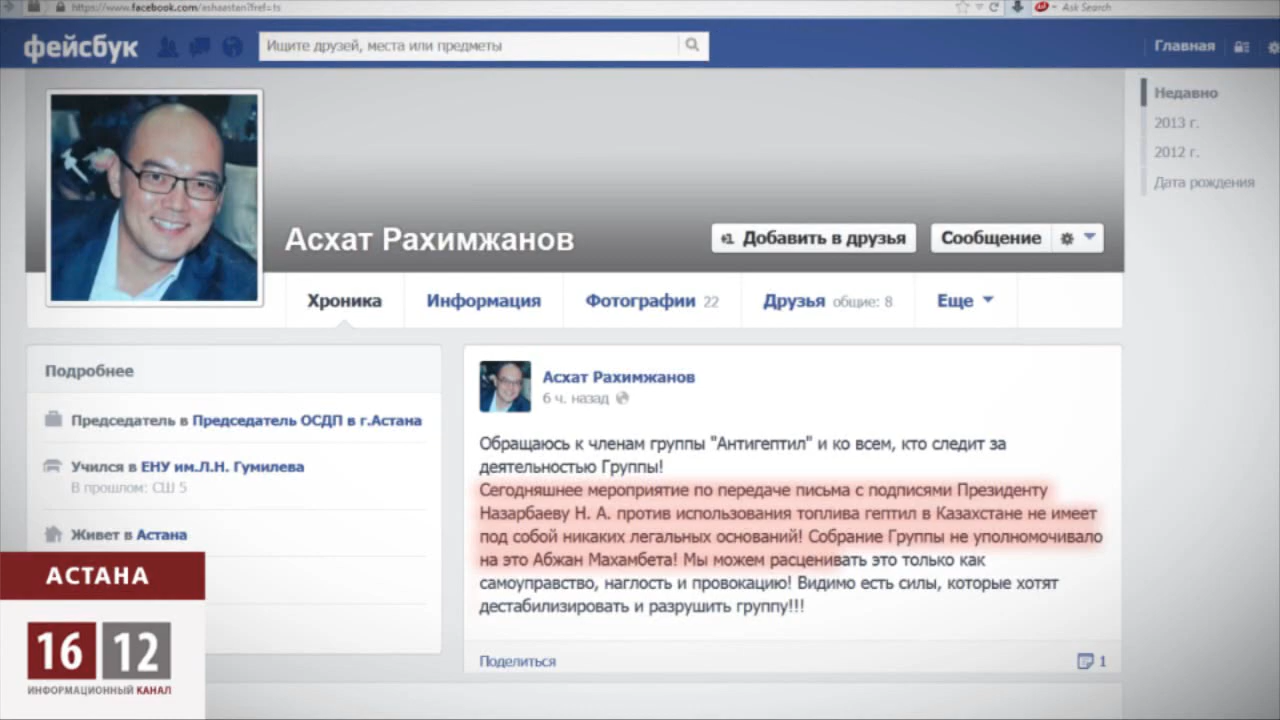 https://www.facebook.com/ashaastan?fref=ts
Ask Search
фейсбук
Ищите друзей, места или предметы
Главная
Недавно
2013 г.
2012 г.
Дата рождения
Асхат Рахимжанов
+1 Добавить в друзья
Сообщение
Хроника
Информация
Фотографии 22
Друзья общие: 8
Еще
Подробнее
Председатель в Председатель ОСДП в г.Астана
Учился в ЕНУ им.Л.Н. Гумилева
В прошлом: СШ 5
Живет в Астана
Асхат Рахимжанов
6 ч. назад
Обращаюсь к членам группы "Антигептил" и ко всем, кто следит за
деятельностью Группы!
Сегодняшнее мероприятие по передаче письма с подписями Президенту
Назарбаеву Н. А. против использования топлива гептил в Казахстане не имеет
под собой никаких легальных оснований! Собрание Группы не уполномочивало
на это Абжан Махамбета! Мы можем расценивать это только как
самоуправство, наглость и провокацию! Видимо есть силы, которые хотят
дестабилизировать и разрушить группу!!!
Поделиться
1
АСТАНА
16 12
ИНФОРМАЦИОННЫЙ КАНАЛ